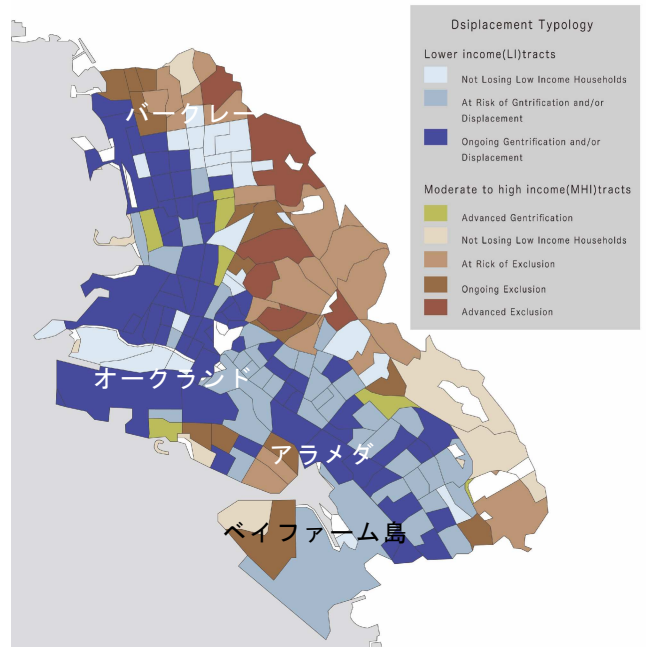 Dsiplacement Typology
Lower income(LI)tracts
Not Losing Low Income Households
At Risk of Gntrification and/or
Displacement
Ongoing Gentrification and/or
Displacement
Moderate to high income(MHI)tracts
Advanced Gentrification
Not Losing Low Income Households
At Risk of Exclusion
Ongoing Exclusion
Advanced Exclusion
バークレー
オークランド
アラメダ
ベイファーム島